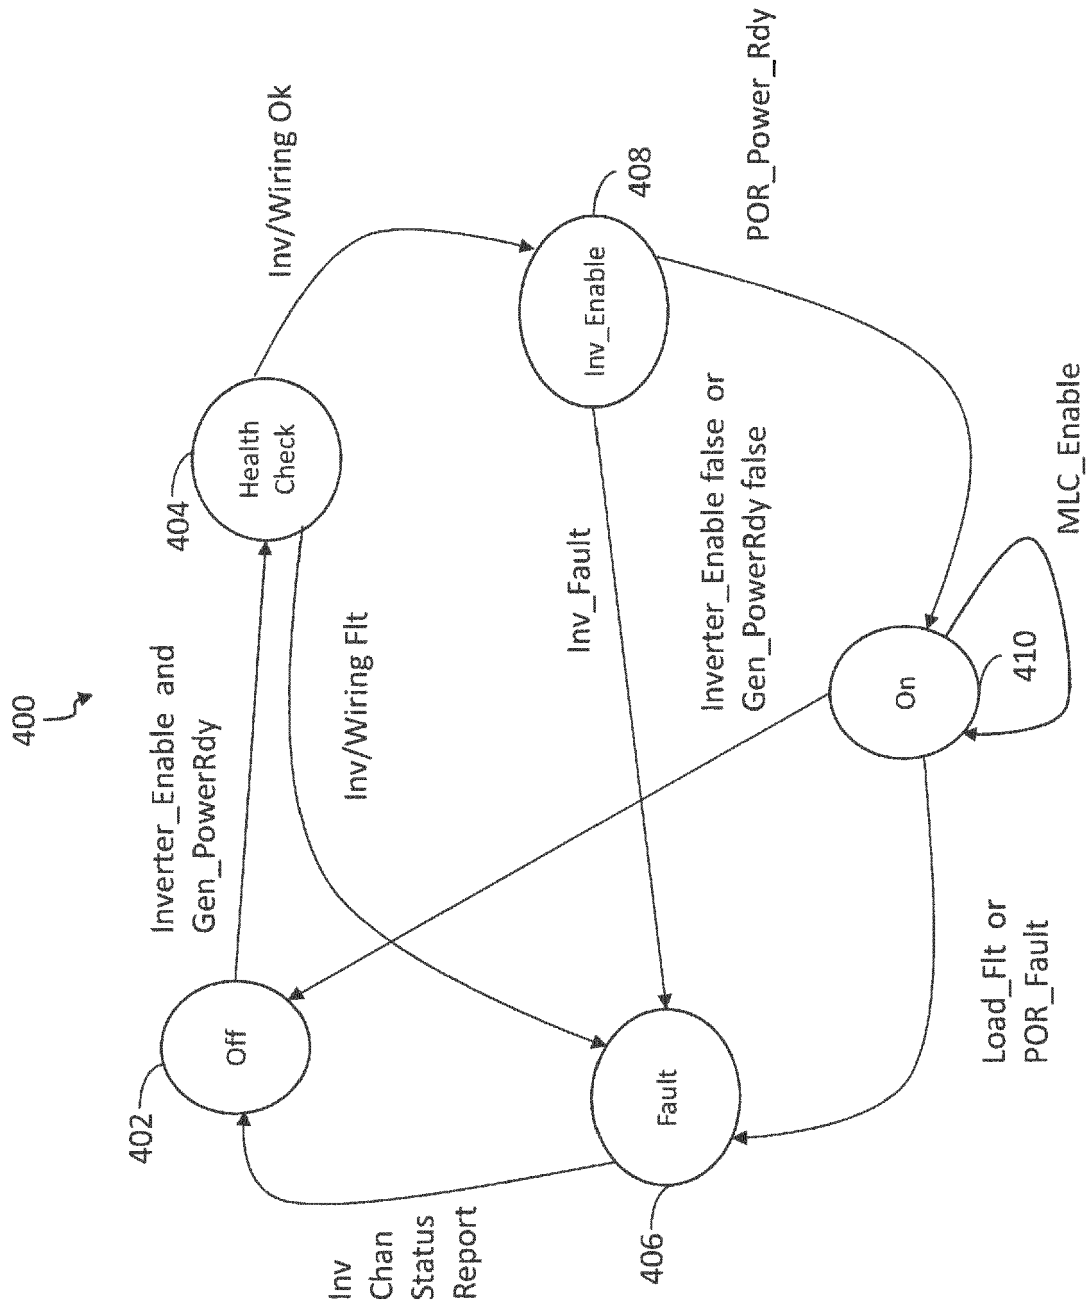 400
Inverter_Enable and
Gen_PowerRdy
402
Off
404
Health
Check
Inv/Wiring Ok
Inv/Wiring Flt
Inv
Chan
Status
Report
Inv_Fault
Inv_Enable
408
406
Fault
Inverter_Enable false or
Gen_PowerRdy false
POR_Power_Rdy
On
410
Load_Flt or
POR_Fault
MLC_Enable